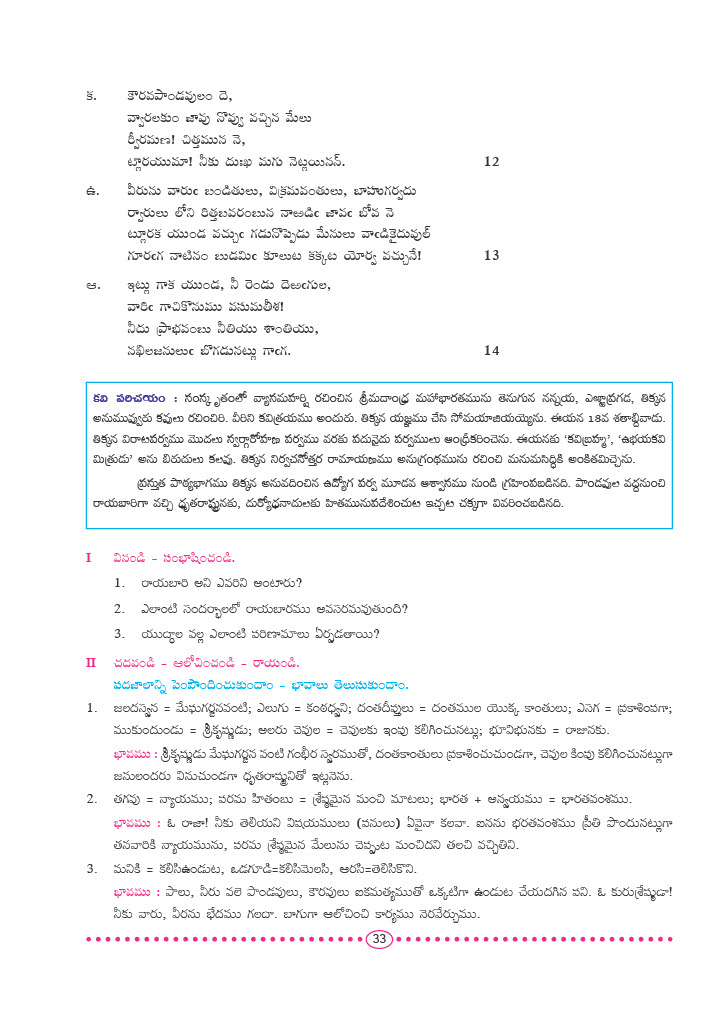 క. కౌరవపాండవులం దె,
వ్వారలకుం జావు నొవ్వు వచ్చిన మేలు
ర్వీరమణ! చిత్తమున నె,
ట్లారయుమా! నీకు దుఃఖ మగు నెట్లయినన్. 12
ఉ. వీరును వారుఁ బండితులు, విక్రమవంతులు, బాహుగర్వదు
ర్వారులు లోని రిత్తబవరంబున నాఱడిఁ జావఁ బోవ నె
ట్లూరక యుండ వచ్చుఁ గడునొప్పెడు మేనులు వాఁడికైదువుల్
గూరఁగ నాటినం బుడమిఁ కూలుట కక్కట యోర్వ వచ్చునే! 13
ఆ. ఇట్లు గాక యుండ, నీ రెండు దెఱఁగుల,
వారిఁ గాచికొనుము వసుమతీశ!
నీదు ప్రాభవంబు నీతియు శాంతియు,
నఖిలజనులుఁ బొగడునట్లు గాఁగ. 14
కవి పరిచయం : సంస్కృతంలో వ్యాసమహర్షి రచించిన శ్రీమదాంధ్ర మహాభారతమును తెనుగున నన్నయ, ఎఱ్ఱాప్రగడ, తిక్కన
అనుమువ్వురు కవులు రచించిరి. వీరిని కవిత్రయము అందురు. తిక్కన యజ్ఞము చేసి సోమయాజియయ్యెను. ఈయన 18వ శతాబ్దివాడు.
తిక్కన విరాటపర్వము మొదలు స్వర్గారోహణ పర్వము వరకు పదునైదు పర్వములు ఆంధ్రీకరించెను. ఈయనకు ‘కవిబ్రహ్మ’, ‘ఉభయకవి
మిత్రుడు’ అను బిరుదులు కలవు. తిక్కన నిర్వచనోత్తర రామాయణము అనుగ్రంథమును రచించి మనుమసిద్ధికి అంకితమిచ్చెను.
ప్రస్తుత పాఠ్యభాగము తిక్కన అనువదించిన ఉద్యోగ పర్వ మూడవ ఆశ్వాసము నుండి గ్రహింపబడినది. పాండవుల వద్దనుంచి
రాయబారిగా వచ్చి ధృతరాష్ట్రునకు, దుర్యోధనాదులకు హితమునుపదేశించుట ఇచ్చట చక్కగా వివరించబడినది.
I వినండి - సంభాషించండి.
1. రాయబారి అని ఎవరిని అంటారు?
2. ఎలాంటి సందర్భాలలో రాయబారము అవసరమవుతుంది?
3. యుద్ధాల వల్ల ఎలాంటి పరిణామాలు ఏర్పడతాయి?
II చదవండి - ఆలోచించండి - రాయండి.
పదజాలాన్ని పెంపొందించుకుందాం - భావాలు తెలుసుకుందాం.
1. జలదస్వన = మేఘగర్జనవంటి; ఎలుగు = కంఠధ్వని; దంతదీప్తులు = దంతముల యొక్క కాంతులు; ఎసగ = ప్రకాశింపగా;
ముకుందుండు = శ్రీకృష్ణుడు; అలరు చెవుల = చెవులకు ఇంపు కలిగించునట్లు; భూవిభునకు = రాజునకు.
భావము : శ్రీకృష్ణుడు మేఘగర్జన వంటి గంభీర స్వరముతో, దంతకాంతులు ప్రకాశించుచుండగా, చెవుల కింపు కలిగించునట్లుగా
జనులందరు వినుచుండగా ధృతరాష్ట్రునితో ఇట్లనెను.
2. తగవు = న్యాయము; పరమ హితంబు = శ్రేష్ఠమైన మంచి మాటలు; భారత + అన్వయము = భారతవంశము.
భావము : ఓ రాజా! నీకు తెలియని విషయములు (పనులు) ఏవైనా కలవా. ఐనను భరతవంశము ప్రీతి పొందునట్లుగా
తనవారికి న్యాయమును, పరమ శ్రేష్ఠమైన మేలును చెప్పుట మంచిదని తలచి వచ్చితిని.
3. మనికి = కలిసిఉండుట, ఒడగూడి=కలిసిమెలసి, ఆరసి=తెలిసికొని.
భావము : పాలు, నీరు వలె పాండవులు, కౌరవులు ఐకమత్యముతో ఒక్కటిగా ఉండుట చేయదగిన పని. ఓ కురుశ్రేష్ఠుడా!
నీకు వారు, వీరను భేదము గలదా. బాగుగా ఆలోచించి కార్యము నెరవేర్చుము.
33